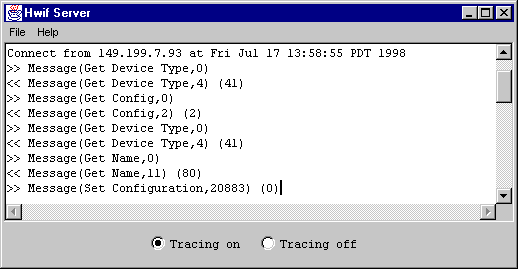 Hwif Server
File Help
Connect from 149.199.7.93 at Fri Jul 17 13:58:55 PDT 1998
>> Message(Get Device Type,0)
<< Message(Get Device Type,4) (41)
>> Message(Get Config,0)
<< Message(Get Config,2) (2)
>> Message(Get Device Type,0)
<< Message(Get Device Type,4) (41)
>> Message(Get Name,0)
<< Message(Get Name,11) (80)
>> Message(Set Configuration,20883) (0)
Tracing on Tracing off